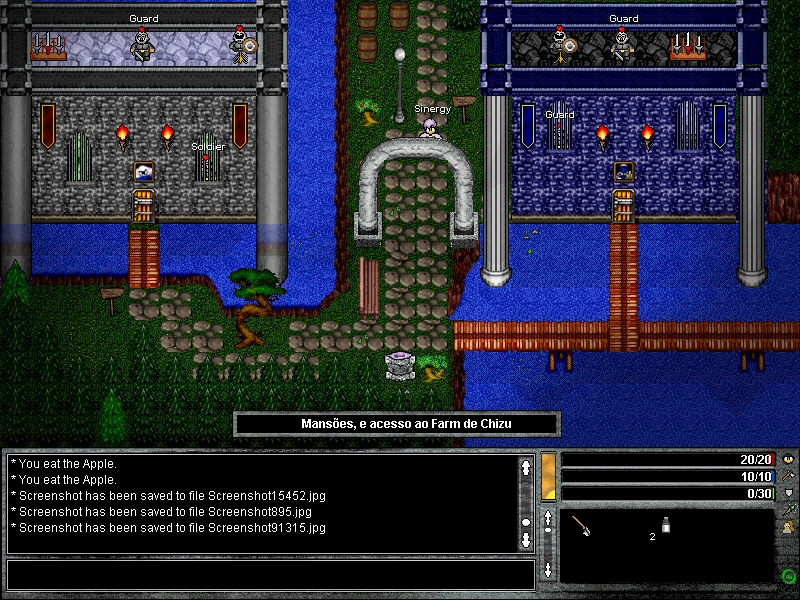 Guard
Guard
Sinergy
Guard
Soldier
Mansões, e acesso ao Farm de Chizu
* You eat the Apple.
* You eat the Apple.
* Screenshot has been saved to file Screenshot15452.jpg
* Screenshot has been saved to file Screenshot895.jpg
* Screenshot has been saved to file Screenshot91315.jpg
20/20
10/10
0/30
2